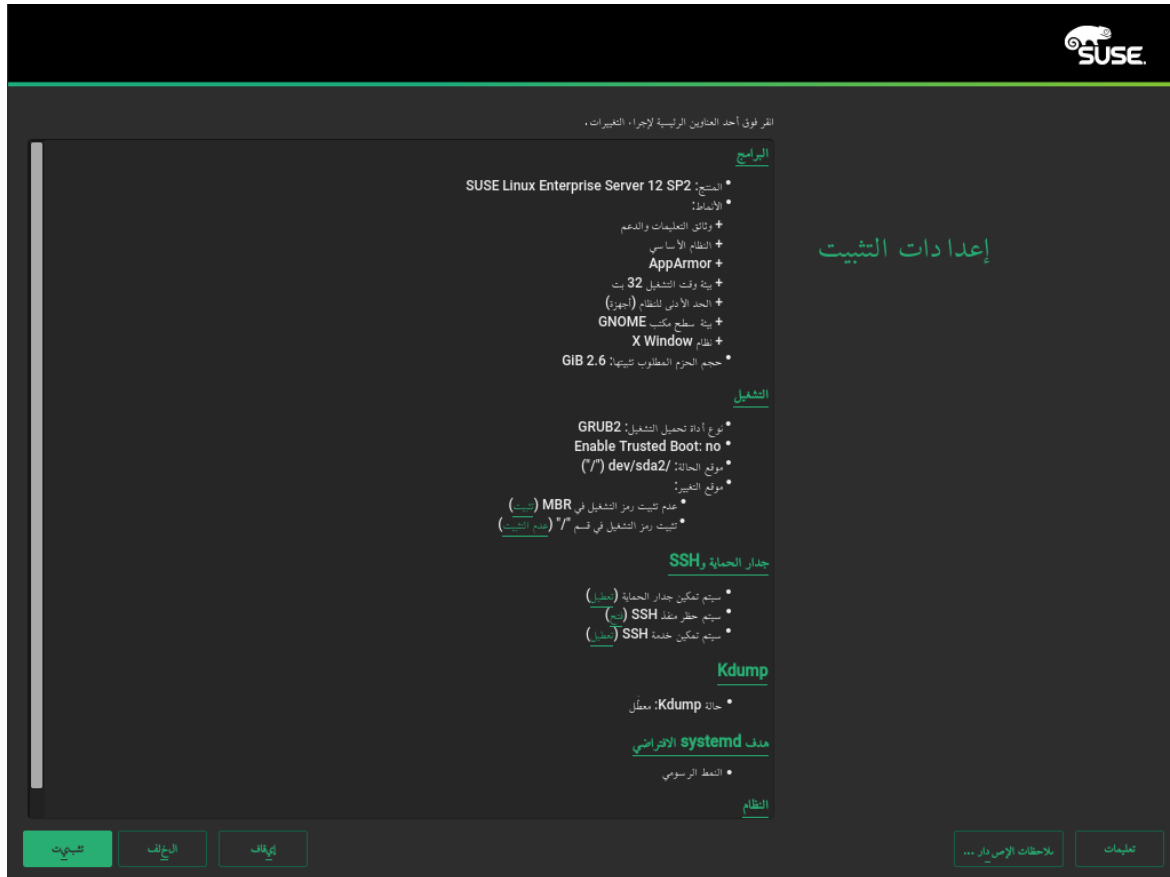 SUSE.
انقر فوق أحد العناوين الرئيسية لإجراء التغييرات.
إعدادات التثبيت
البرامج
• المنتج: SUSE Linux Enterprise Server 12 SP2
• الأنماط:
+ وثائق التعليمات والدعم
+ النظام الأساسي
+ AppArmor
+ بيئة وقت التشغيل 32 بت
+ الحد الأدنى للنظام (أجهزة)
+ بيئة سطح مكتب GNOME
+ نظام X Window
• حجم الحزم المطلوب تثبيتها: 2.6 GiB
التشغيل
• نوع أداة تحميل التشغيل: GRUB2
• Enable Trusted Boot: no
• موقع الحالة: /dev/sda2 ("/")
• موقع التغيير:
• عدم تثبيت رمز التشغيل في MBR (تثبيت)
• تثبيت رمز التشغيل في قسم "/" (عدم التثبيت)
جدار الحماية وSSH
• سيتم تمكين جدار الحماية (تعطيل)
• سيتم حظر منفذ SSH (فتح)
• سيتم تمكين خدمة SSH (تعطيل)
Kdump
• حالة Kdump: معطَّل
هدف systemd الافتراضي
• النمط الرسومي
النظام
تعليمات
ملاحظات الإصدار ...
إيقاف
الخلف
تثبيت